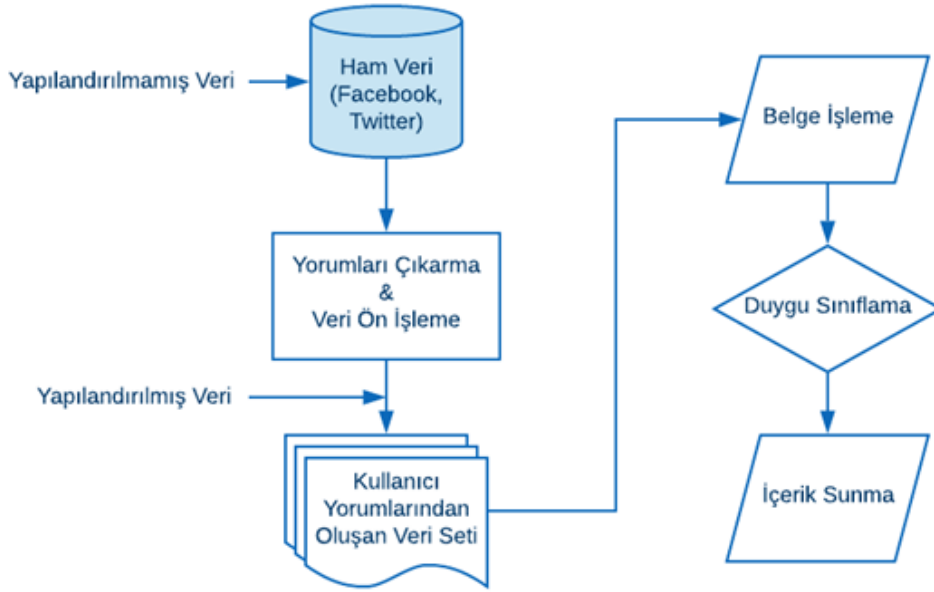 Yapılandırılmamış Veri
Ham Veri
(Facebook,
Twitter)
Yorumları Çıkarma
&
Veri Ön İşleme
Yapılandırılmış Veri
Kullanıcı
Yorumlarından
Oluşan Veri Seti
Belge İşleme
Duygu Sınıflama
İçerik Sunma